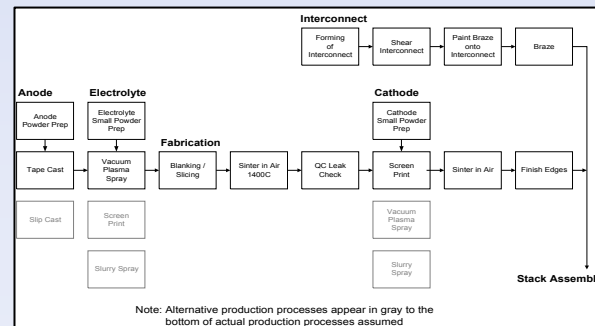 Interconnect
Forming
of
Interconnect
Shear
Interconnect
Paint Braze
onto
Interconnect
Braze
Anode
Electrolyte
Cathode
Anode
Powder Prep
Electrolyte
Small Powder
Prep
Cathode
Small Powder
Prep
Fabrication
Tape Cast
Vacuum
Plasma
Spray
Blanking /
Slicing
Sinter in Air
1400C
QC Leak
Check
Screen
Print
Sinter in Air
Finish Edges
Slip Cast
Screen
Print
Vacuum
Plasma
Spray
Slurry Spray
Slurry
Spray
Stack Assembl
Note: Alternative production processes appear in gray to the
bottom of actual production processes assumed